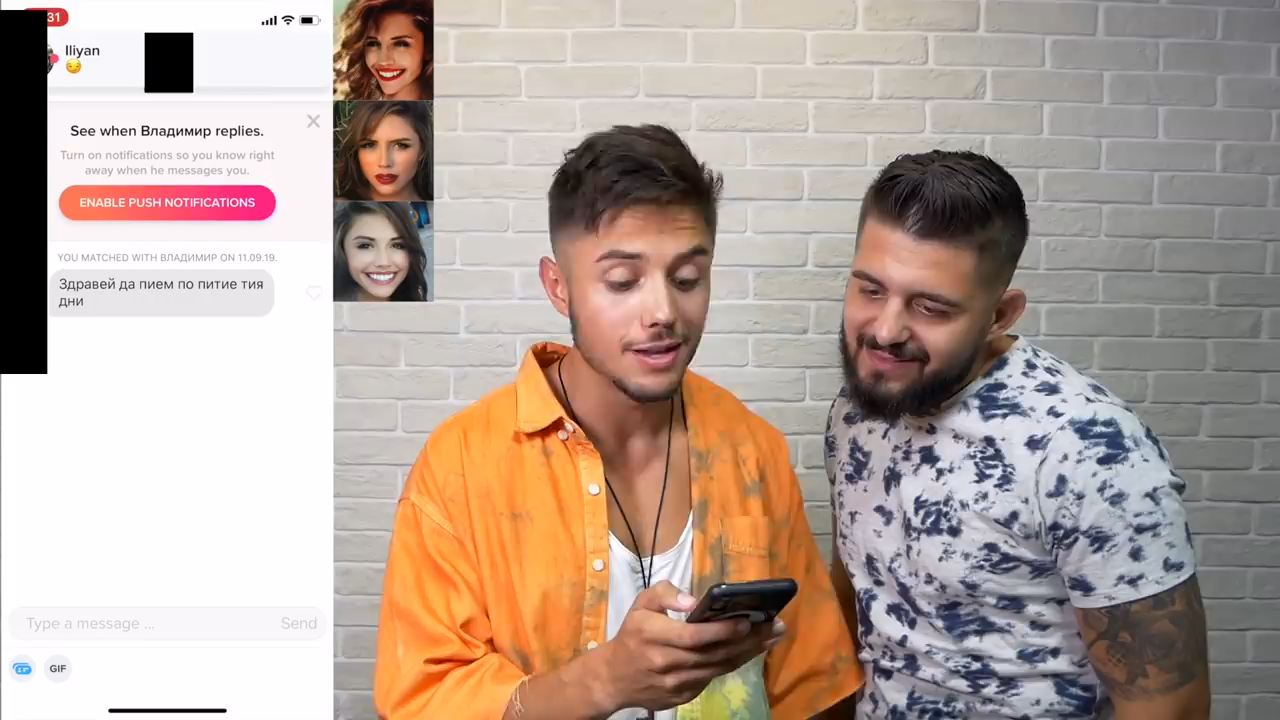 31
Iliyan
😏
See when Владимир replies.
Turn on notifications so you know right
away when he messages you.
ENABLE PUSH NOTIFICATIONS
YOU MATCHED WITH ВЛАДИМИР ON 11.09.19.
Здравей да пием по питие тия
дни
Type a message ...
Send
GIF